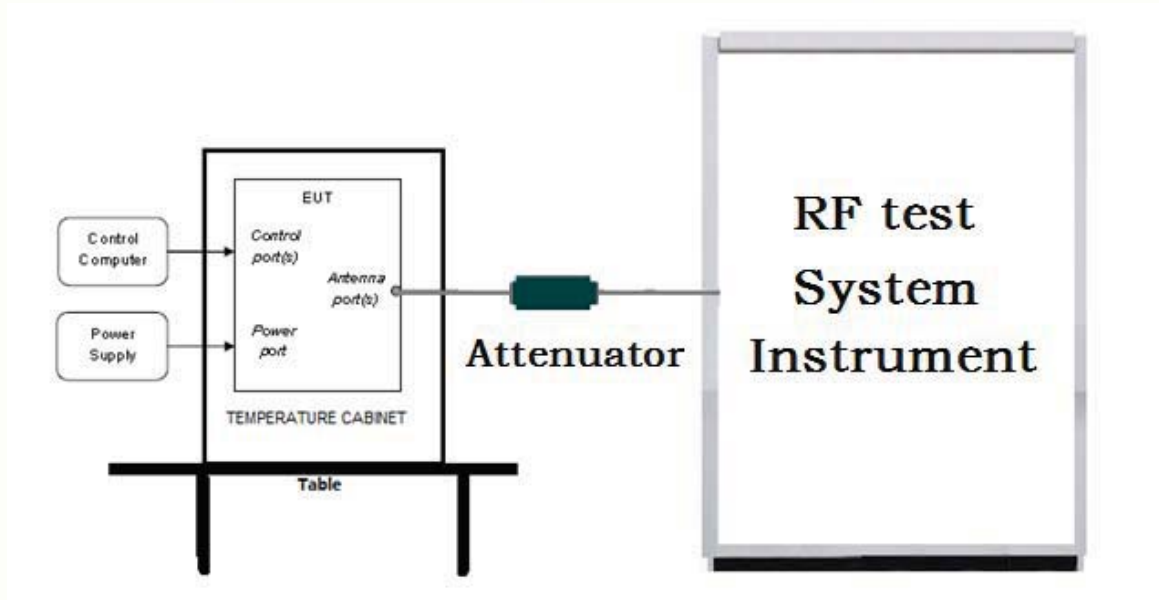 Control
Computer
Power
Supply
EUT
Control
port(s)
Antenna
port(s)
Power
port
TEMPERATURE CABINET
Table
Attenuator
RF test
System
Instrument